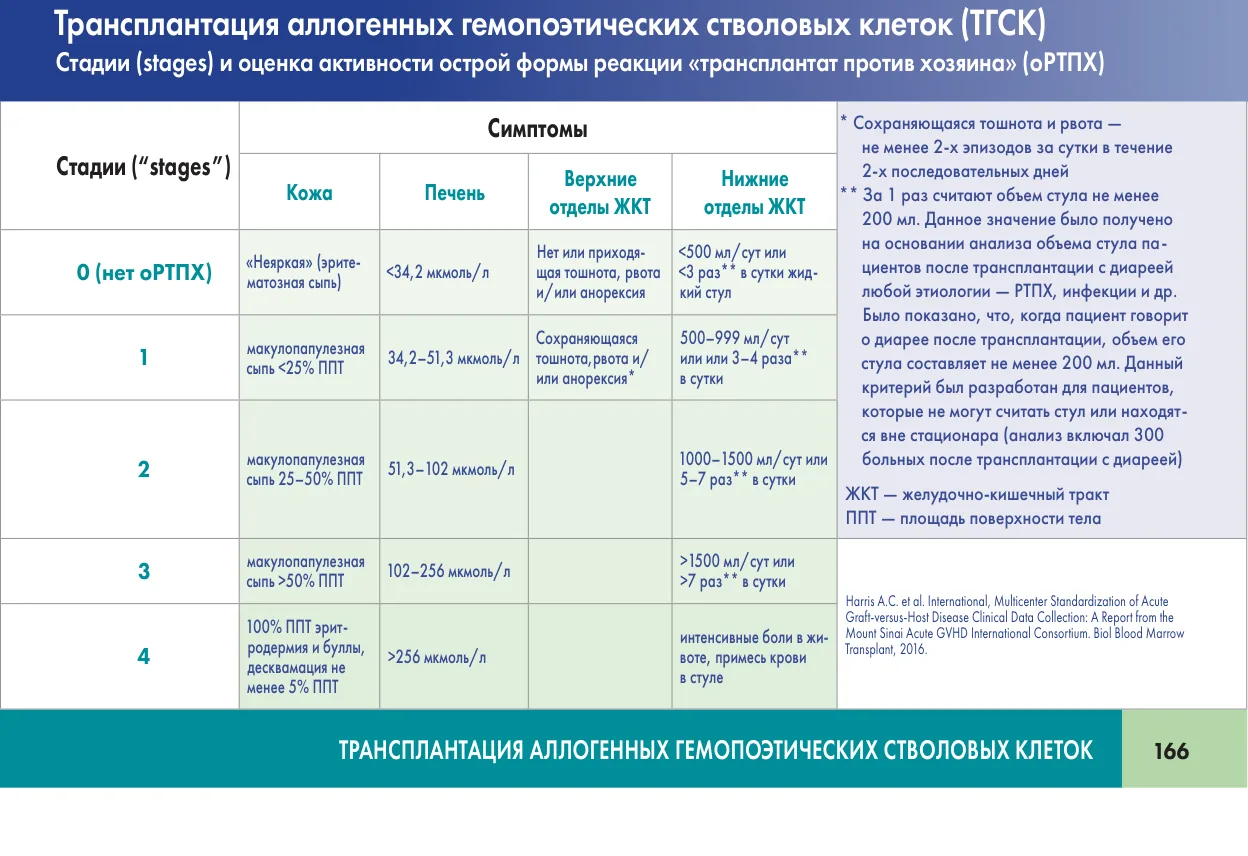 Трансплантация аллогенных гемопоэтических стволовых клеток (ТГСК)
Стадии (stages) и оценка активности острой формы реакции «трансплантат против хозяина» (оРТПХ)
Стадии (“stages”)
Симптомы
Кожа
Печень
Верхние
отделы ЖКТ
Нижние
отделы ЖКТ
0 (нет оРТПХ)
«Неяркая» (эрите-
матозная сыпь)
<34,2 мкмоль/л
Нет или приходя-
щая тошнота, рвота
и/или анорексия
<500 мл/сут или
<3 раз** в сутки жид-
кий стул
1
макулопапулезная
сыпь <25% ППТ
34,2–51,3 мкмоль/л
Сохраняющаяся
тошнота,рвота и/
или анорексия*
500–999 мл/сут
или или 3–4 раза**
в сутки
2
макулопапулезная
сыпь 25–50% ППТ
51,3–102 мкмоль/л
1000–1500 мл/сут или
5–7 раз** в сутки
3
макулопапулезная
сыпь >50% ППТ
102–256 мкмоль/л
>1500 мл/сут или
>7 раз** в сутки
4
100% ППТ эрит-
родермия и буллы,
десквамация не
менее 5% ППТ
>256 мкмоль/л
интенсивные боли в жи-
воте, примесь крови
в стуле
* Сохраняющаяся тошнота и рвота —
не менее 2-х эпизодов за сутки в течение
2-х последовательных дней
** За 1 раз считают объем стула не менее
200 мл. Данное значение было получено
на основании анализа объема стула па-
циентов после трансплантации с диареей
любой этиологии — РТПХ, инфекции и др.
Было показано, что, когда пациент говорит
о диарее после трансплантации, объем его
стула составляет не менее 200 мл. Данный
критерий был разработан для пациентов,
которые не могут считать стул или находят-
ся вне стационара (анализ включал 300
больных после трансплантации с диареей)
ЖКТ — желудочно-кишечный тракт
ППТ — площадь поверхности тела
Harris A.C. et al. International, Multicenter Standardization of Acute
Graft-versus-Host Disease Clinical Data Collection: A Report from the
Mount Sinai Acute GVHD International Consortium. Biol Blood Marrow
Transplant, 2016.
ТРАНСПЛАНТАЦИЯ АЛЛОГЕННЫХ ГЕМОПОЭТИЧЕСКИХ СТВОЛОВЫХ КЛЕТОК
166